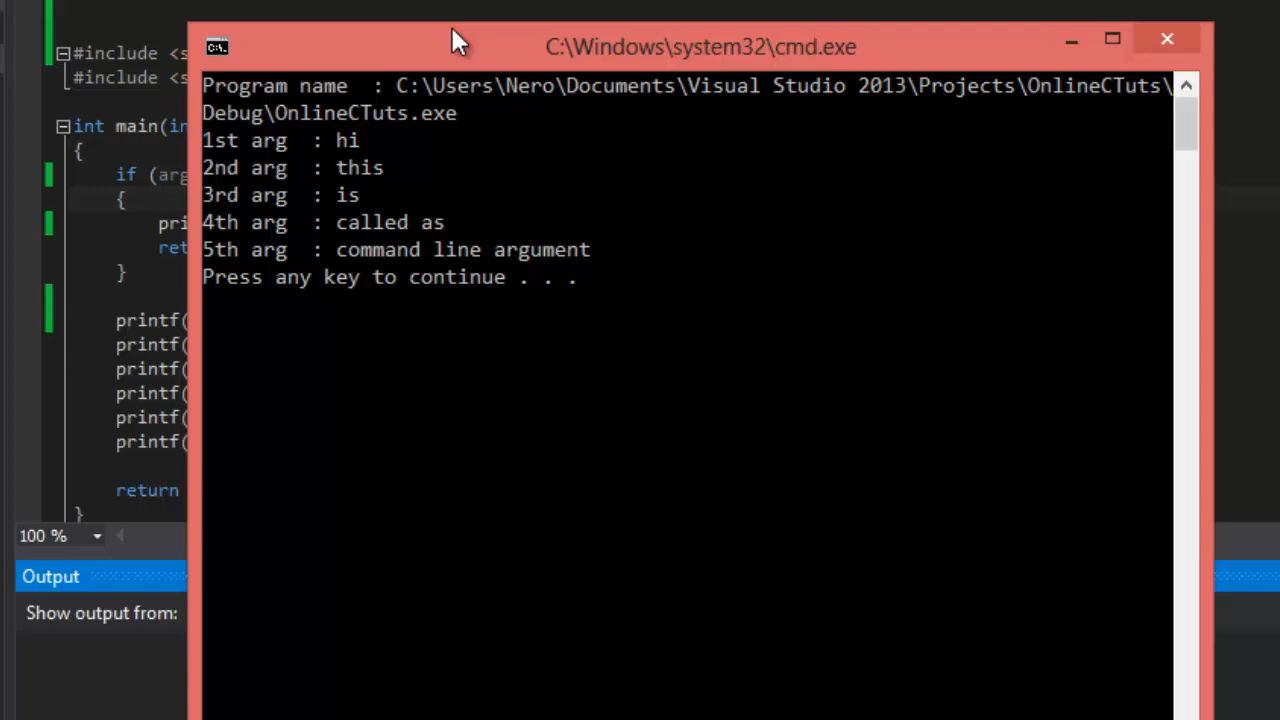 C:\Windows\system32\cmd.exe
Program name  : C:\Users\Nero\Documents\Visual Studio 2013\Projects\OnlineCTuts\
Debug\OnlineCTuts.exe
1st arg  : hi
2nd arg  : this
3rd arg  : is
4th arg  : called as
5th arg  : command line argument
Press any key to continue . . .
#include <s
#include <s
int main(in
{
if (arg
{
pri
ret
}
printf(
printf(
printf(
printf(
printf(
printf(
return
}
100 %
Output
Show output from: